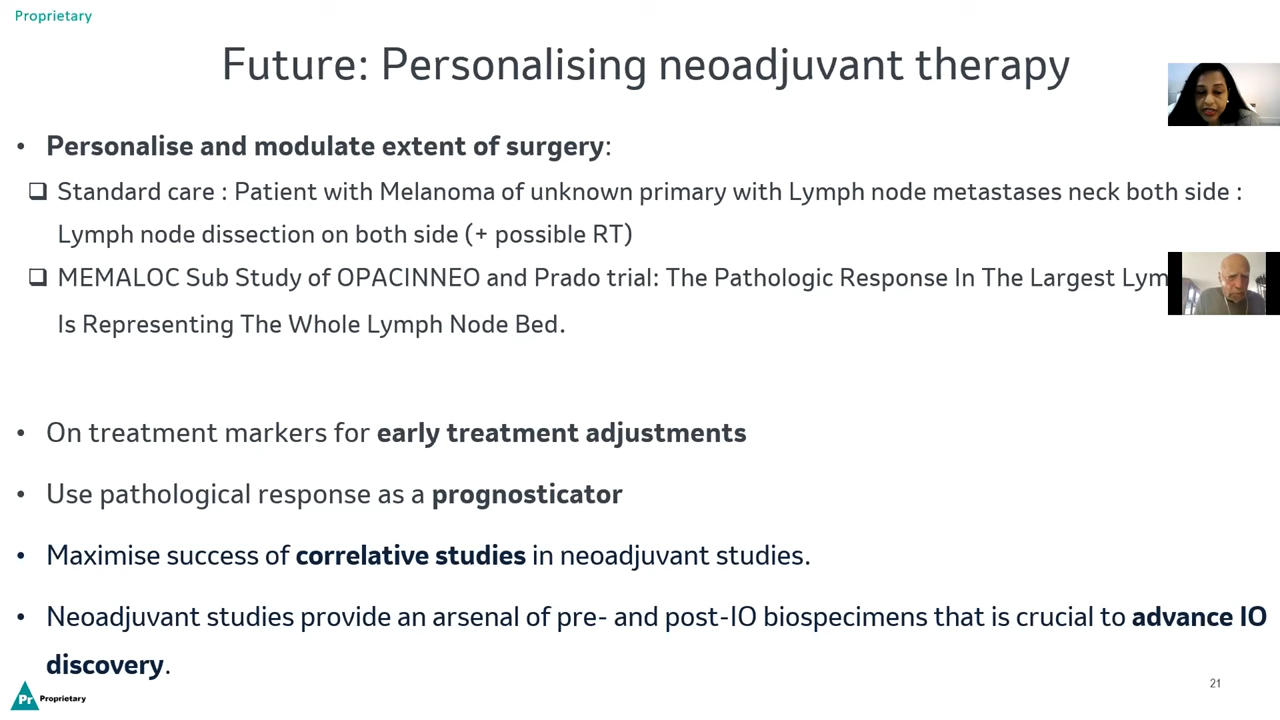 Proprietary
Future: Personalising neoadjuvant therapy
• Personalise and modulate extent of surgery:
❑ Standard care : Patient with Melanoma of unknown primary with Lymph node metastases neck both side :
Lymph node dissection on both side (+ possible RT)
❑ MEMALOC Sub Study of OPACINNEO and Prado trial: The Pathologic Response In The Largest
Is Representing The Whole Lymph Node Bed.
• On treatment markers for early treatment adjustments
• Use pathological response as a prognosticator
• Maximise success of correlative studies in neoadjuvant studies.
• Neoadjuvant studies provide an arsenal of pre- and post-IO biospecimens that is crucial to advance IO
discovery.
Pr Proprietary
21